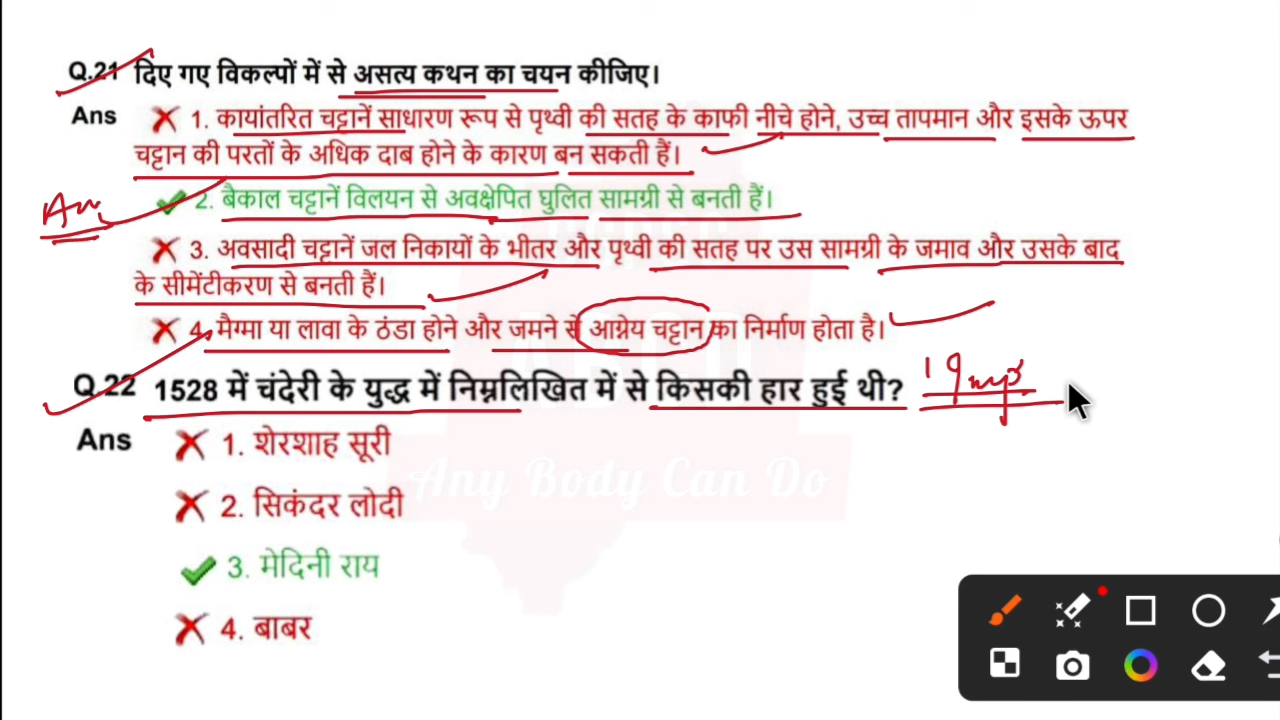 Q.21 दिए गए विकल्पों में से असत्य कथन का चयन कीजिए।
Ans 1. कायांतरित चट्टानें साधारण रूप से पृथ्वी की सतह के काफी नीचे होने, उच्च तापमान और इसके ऊपर
चट्टान की परतों के अधिक दाब होने के कारण बन सकती हैं।
Ans 2. बैकाल चट्टानें विलयन से अवक्षेपित घुलित सामग्री से बनती हैं।
3. अवसादी चट्टानें जल निकायों के भीतर और पृथ्वी की सतह पर उस सामग्री के जमाव और उसके बाद
के सीमेंटीकरण से बनती हैं।
4. मैग्मा या लावा के ठंडा होने और जमने से आग्नेय चट्टान का निर्माण होता है।
Q.22 1528 में चंदेरी के युद्ध में निम्नलिखित में से किसकी हार हुई थी?
Ans 1. शेरशाह सूरी
2. सिकंदर लोदी
Any Body Can Do
3. मेदिनी राय
4. बाबर